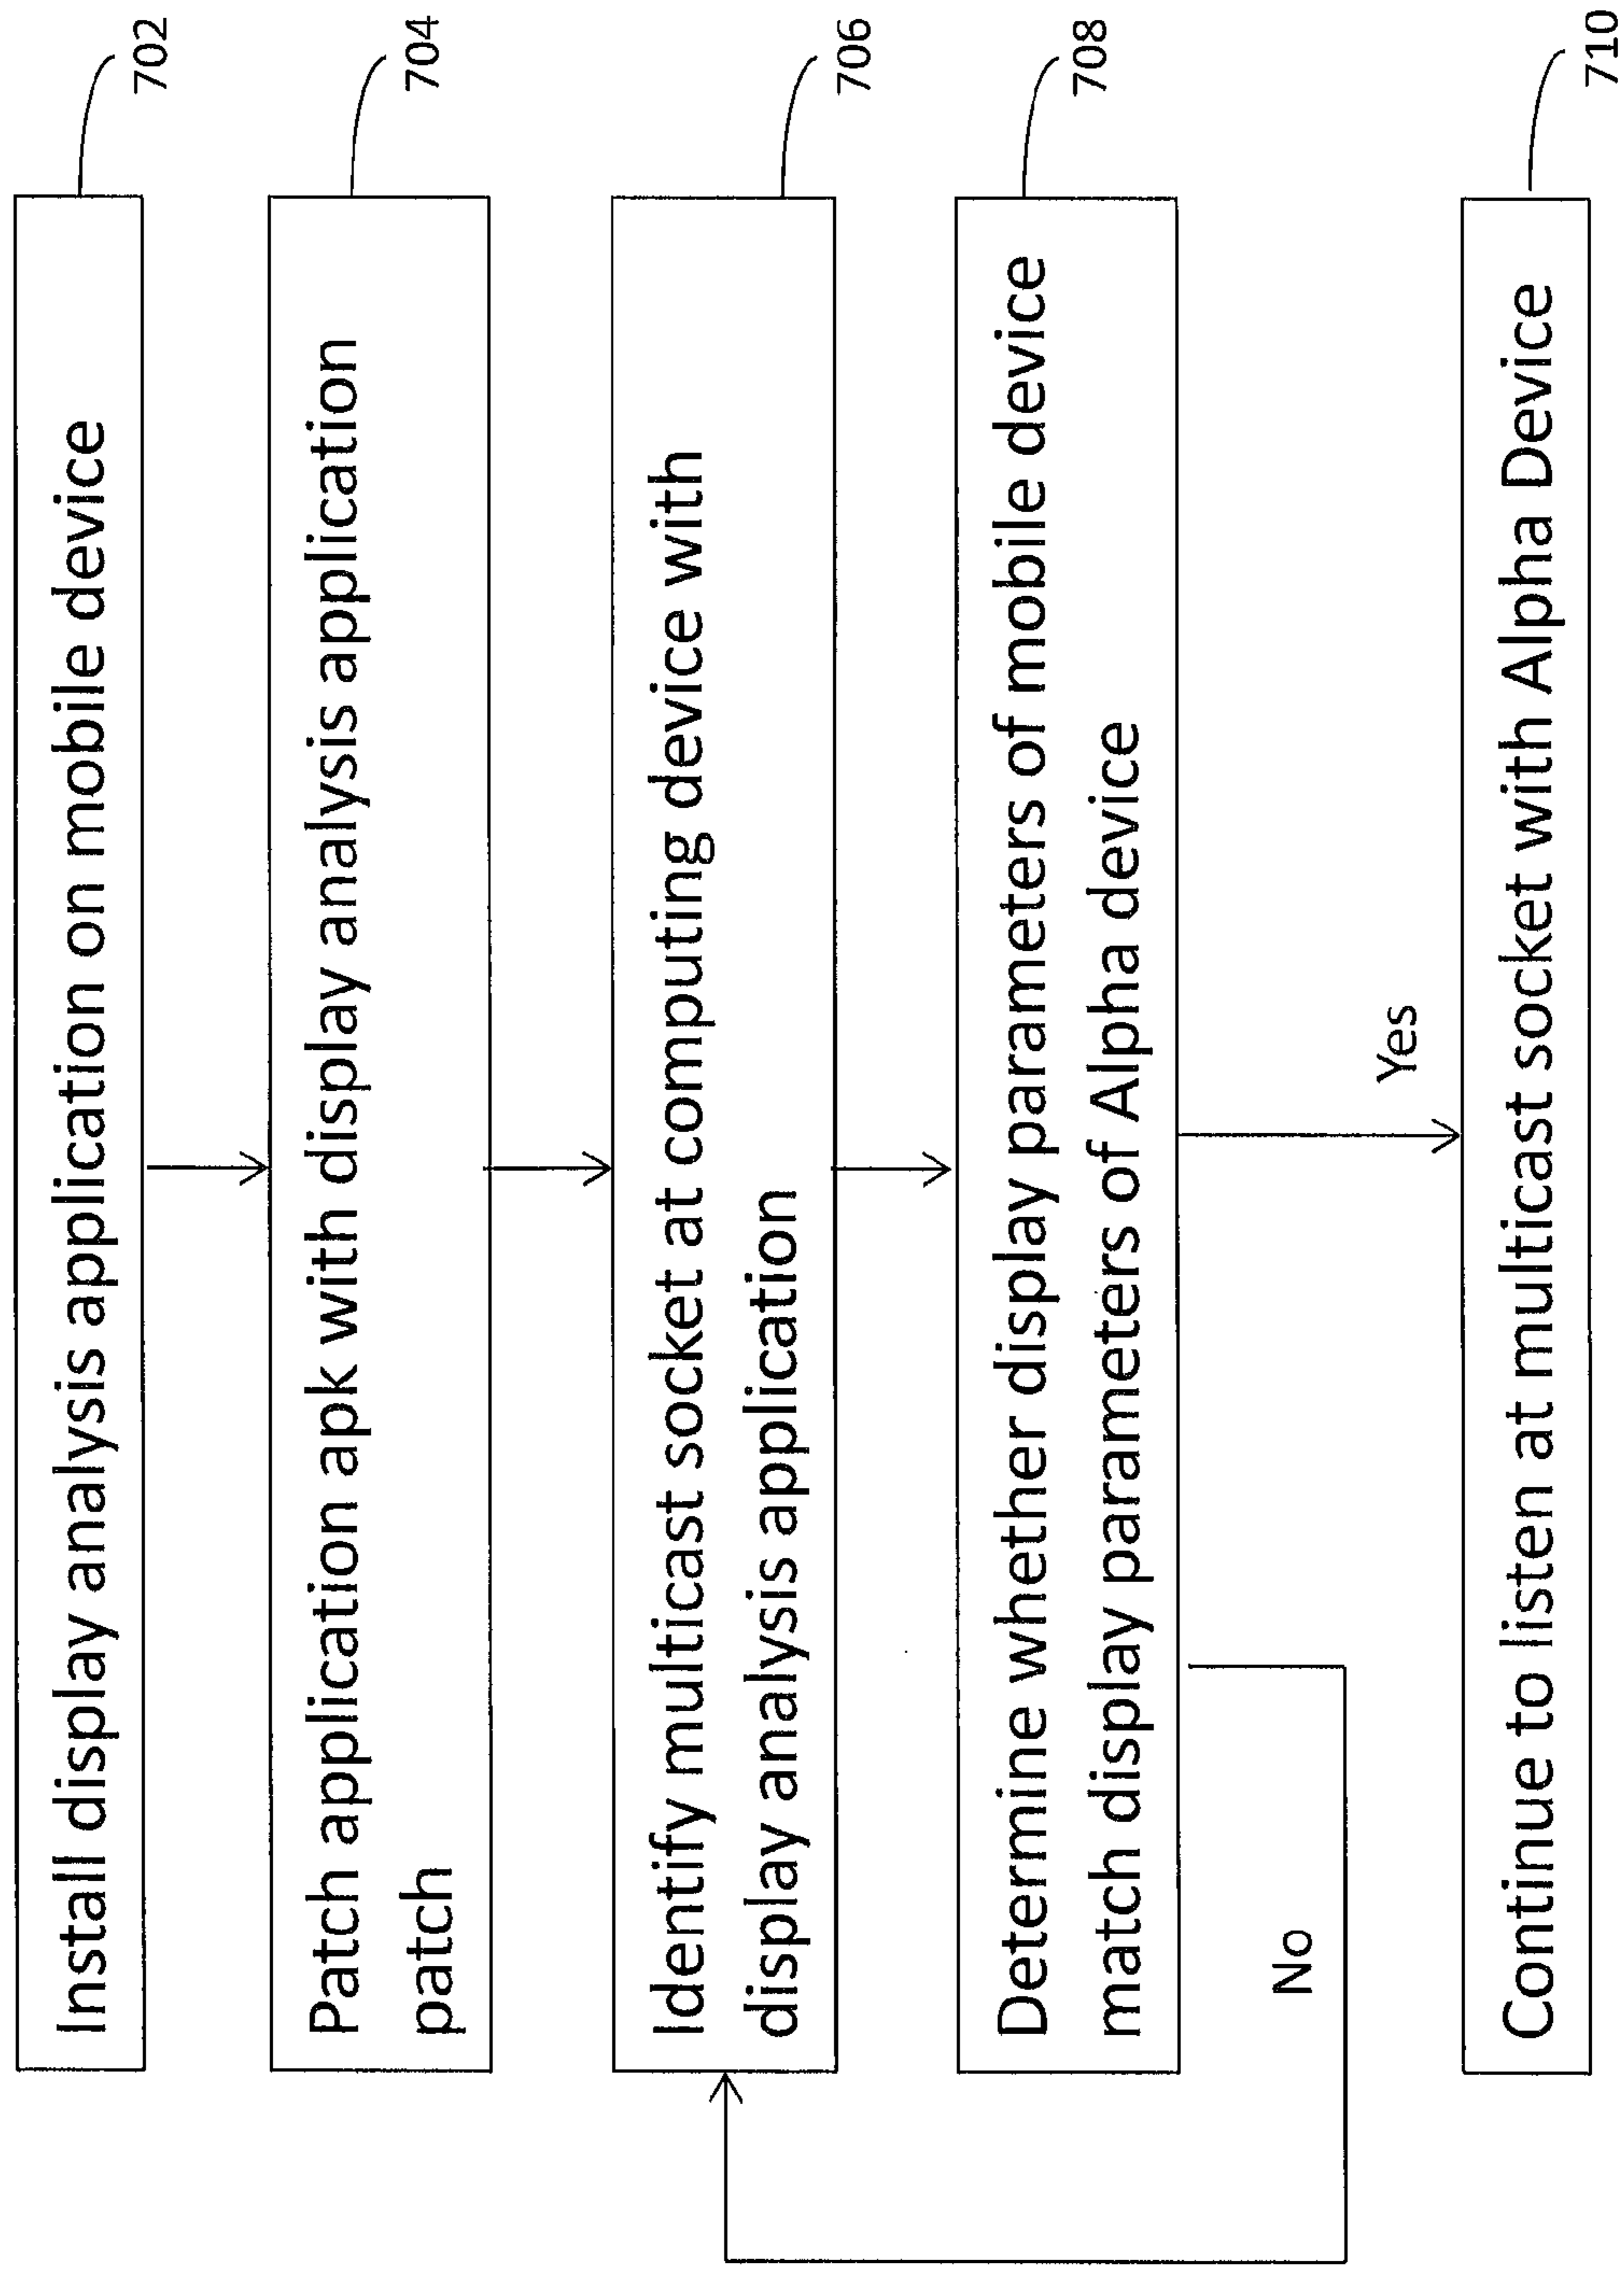 Install display analysis application on mobile device
702
Patch application apk with display analysis application
patch
704
Identify multicast socket at computing device with
display analysis application
706
Determine whether display parameters of mobile device
match display parameters of Alpha device
708
No
Yes
Continue to listen at multicast socket with Alpha Device
710